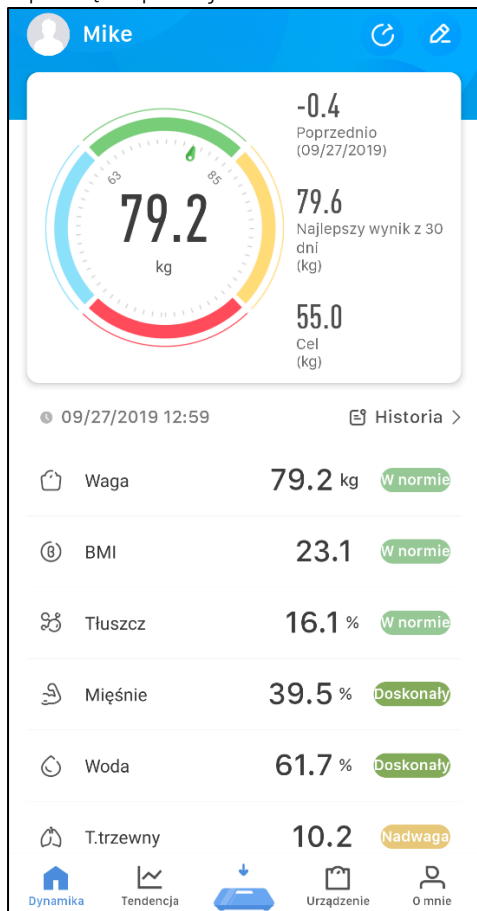 Mike
-0.4
Poprzednio
(09/27/2019)
63
85
79.2
kg
79.6
Najlepszy wynik z 30
dni
(kg)
55.0
Cel
(kg)
09/27/2019 12:59
Historia >
Waga 79.2 kg W normie
BMI 23.1 W normie
Tłuszcz 16.1 % W normie
Mięśnie 39.5 % Doskonały
Woda 61.7 % Doskonały
T.trzewny 10.2 Nadwaga
Dynamika Tendencja Urządzenie O mnie